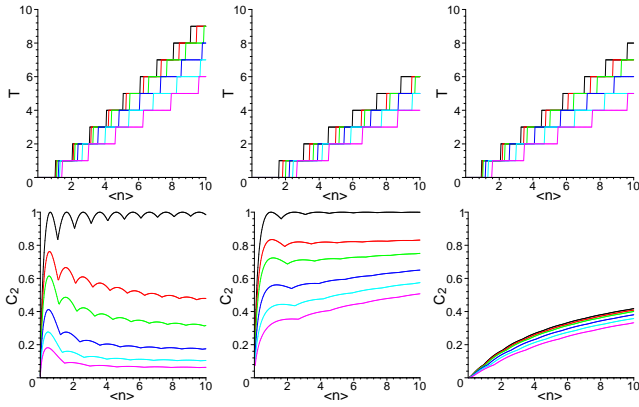 10 10 10
8 8 8
T 6 T 6 T 6
4 4 4
2 2 2
0 0 0
2 4 6 8 10 2 4 6 8 10 2 4 6 8 10
<n> <n> <n>
1 1 1
0.8 0.8 0.8
0.6 0.6 0.6
C2 C2 C2
0.4 0.4 0.4
0.2 0.2 0.2
0 2 4 6 8 10 0 2 4 6 8 10 0 2 4 6 8 10
<n> <n> <n>